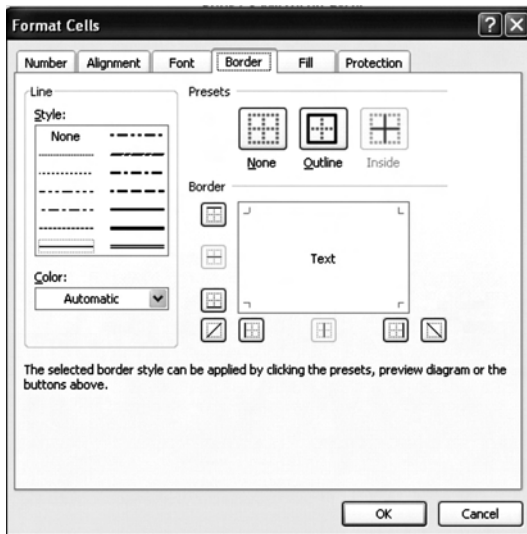 Format Cells
Number Alignment Font Border Fill Protection
Line
Style:
None
Color:
Automatic
Presets
None Outline Inside
Border
Text
The selected border style can be applied by clicking the presets, preview diagram or the
buttons above.
OK Cancel